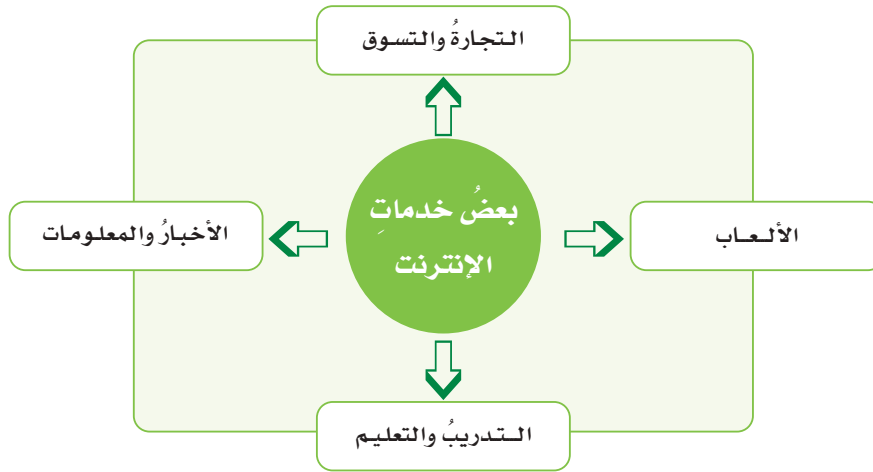 التجارةُ والتسوق
بعضُ خدماتِ
الإنترنت
الألعاب
الأخبارُ والمعلومات
التدريبُ والتعليم